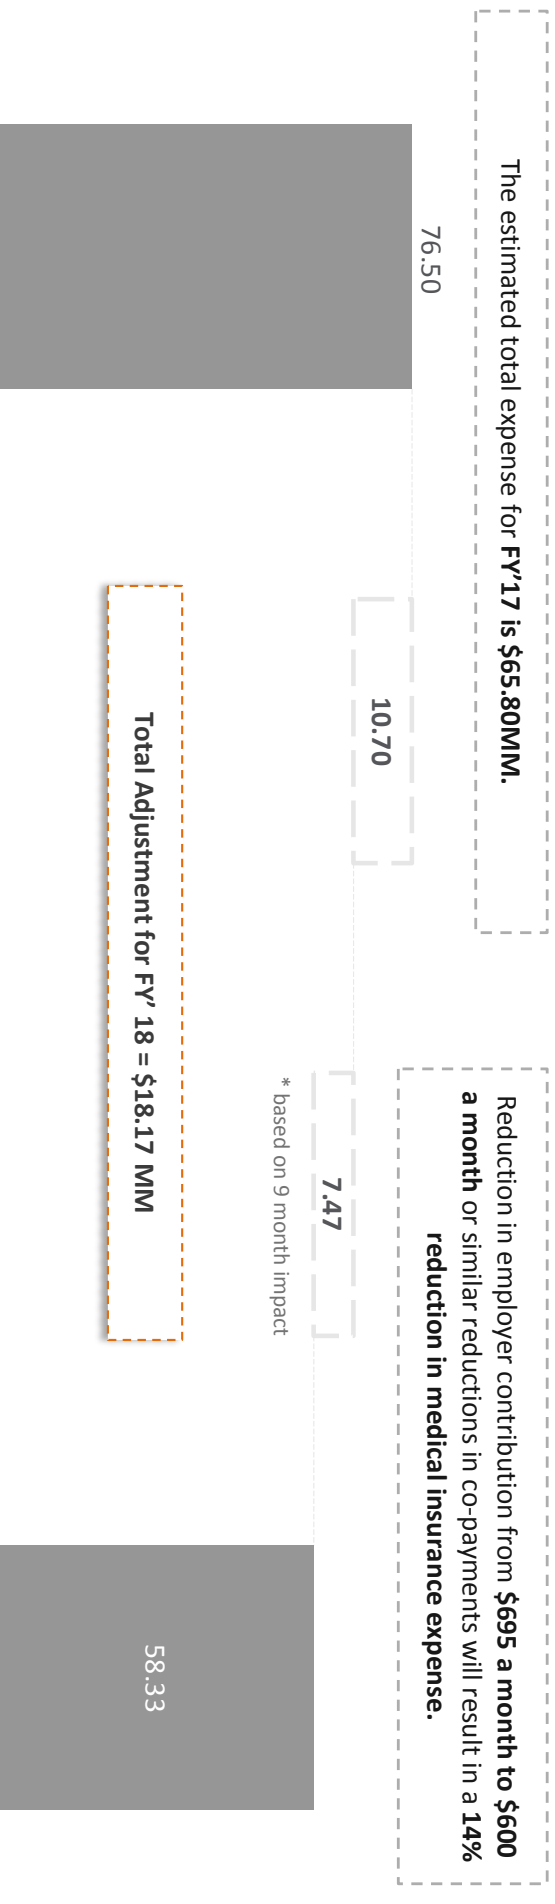 The estimated total expense for FY’17 is $65.80MM.
Reduction in employer contribution from $695 a month to $600
a month or similar reductions in co-payments will result in a 14%
reduction in medical insurance expense.
76.50
10.70
7.47
* based on 9 month impact
Total Adjustment for FY’ 18 = $18.17 MM
58.33